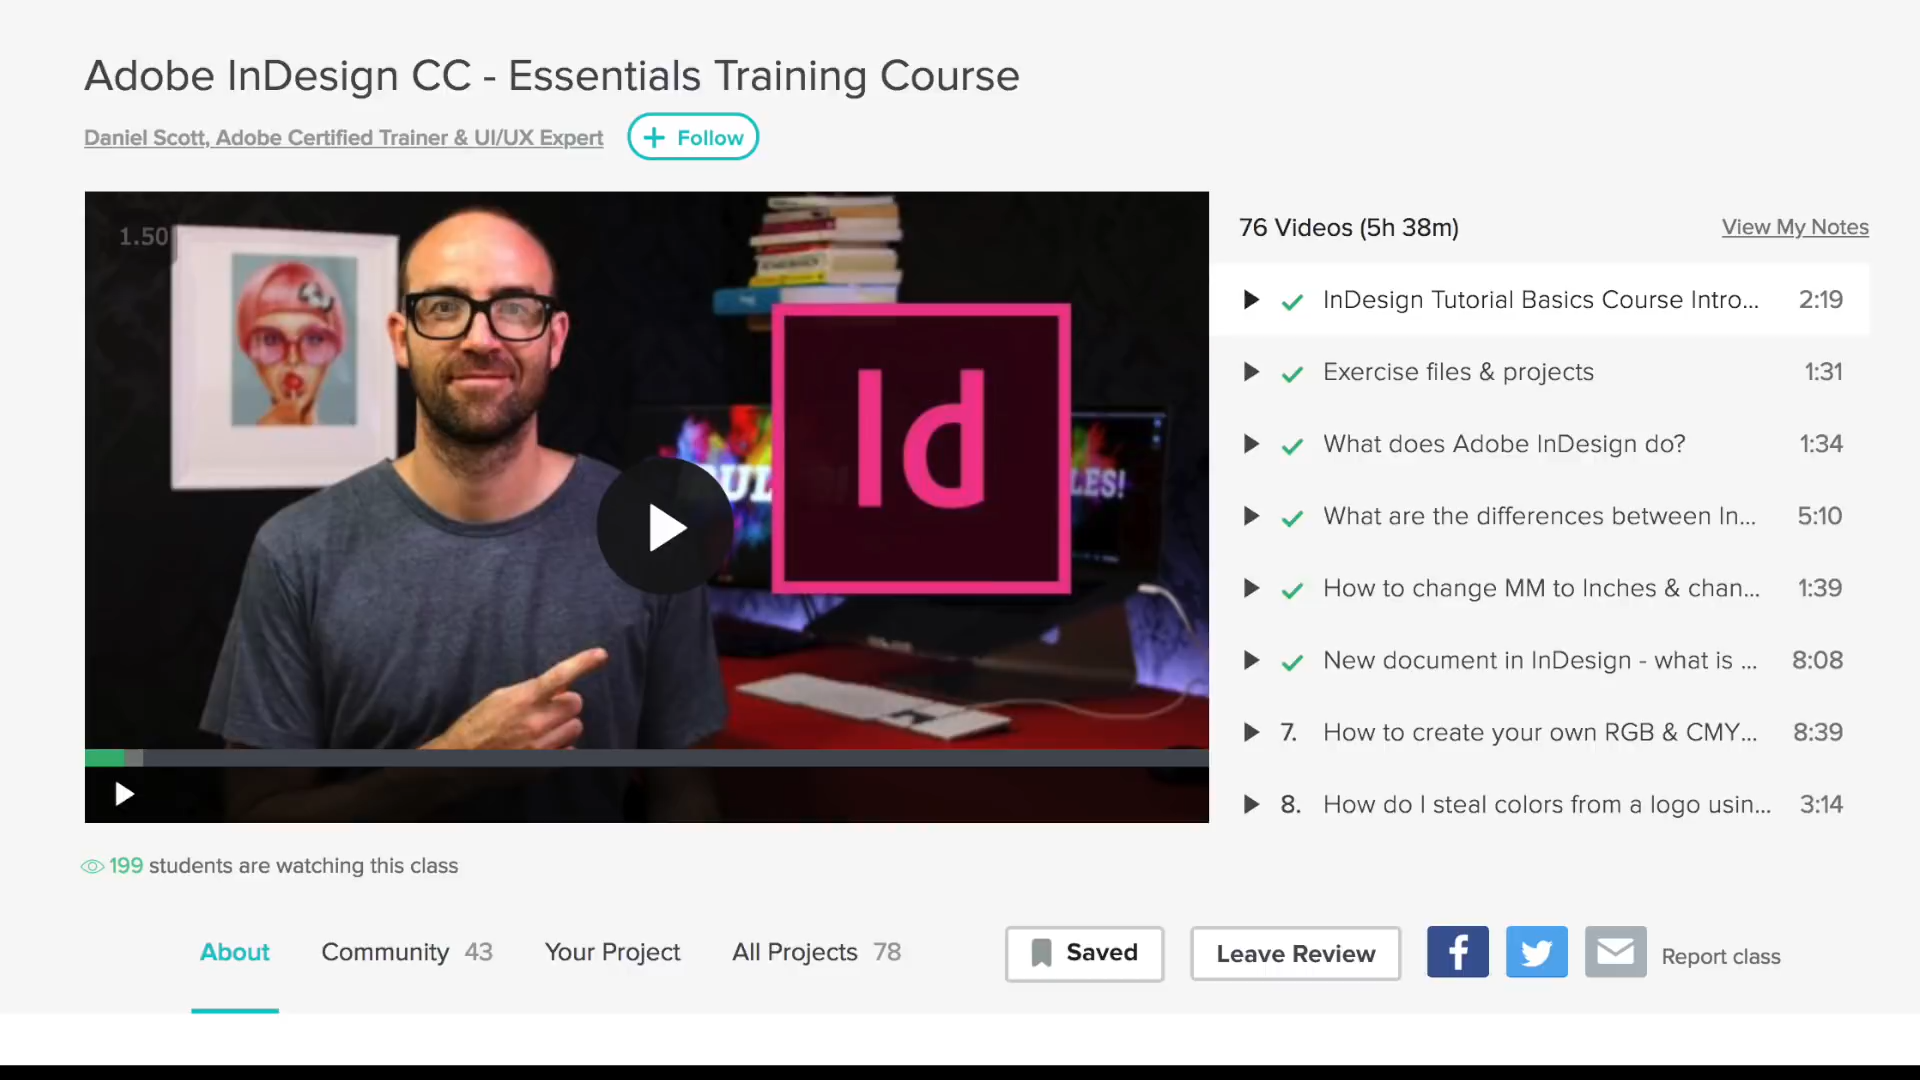 Adobe InDesign CC - Essentials Training Course
Daniel Scott, Adobe Certified Trainer & UI/UX Expert
+ Follow
1.50
Id
LES!
76 Videos (5h 38m)
View My Notes
InDesign Tutorial Basics Course Intro... 2:19
Exercise files & projects 1:31
What does Adobe InDesign do? 1:34
What are the differences between In... 5:10
How to change MM to Inches & chan... 1:39
New document in InDesign - what is ... 8:08
7. How to create your own RGB & CMY... 8:39
8. How do I steal colors from a logo usin... 3:14
199 students are watching this class
About
Community 43
Your Project
All Projects 78
Saved
Leave Review
Report class